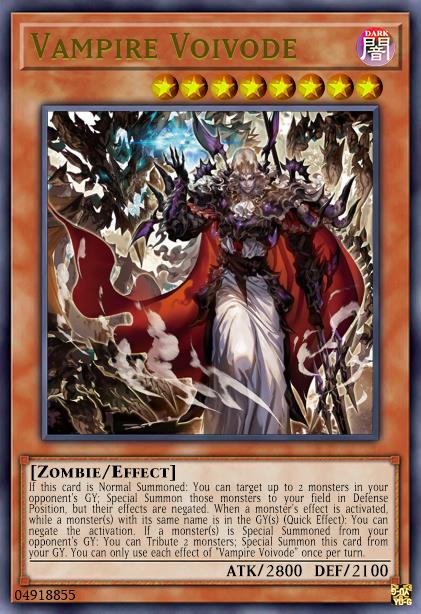 Vampire Voivode
DARK
闇
[Zombie/Effect]
If this card is Normal Summoned: You can target up to 2 monsters in your
opponent's GY; Special Summon those monsters to your field in Defense
Position, but their effects are negated. When a monster's effect is activated,
while a monster(s) with its same name is in the GY(s) (Quick Effect): You can
negate the activation. If a monster(s) is Special Summoned from your
opponent's GY: You can Tribute 2 monsters; Special Summon this card from
your GY. You can only use each effect of "Vampire Voivode" once per turn.
ATK/2800 DEF/2100
04918855